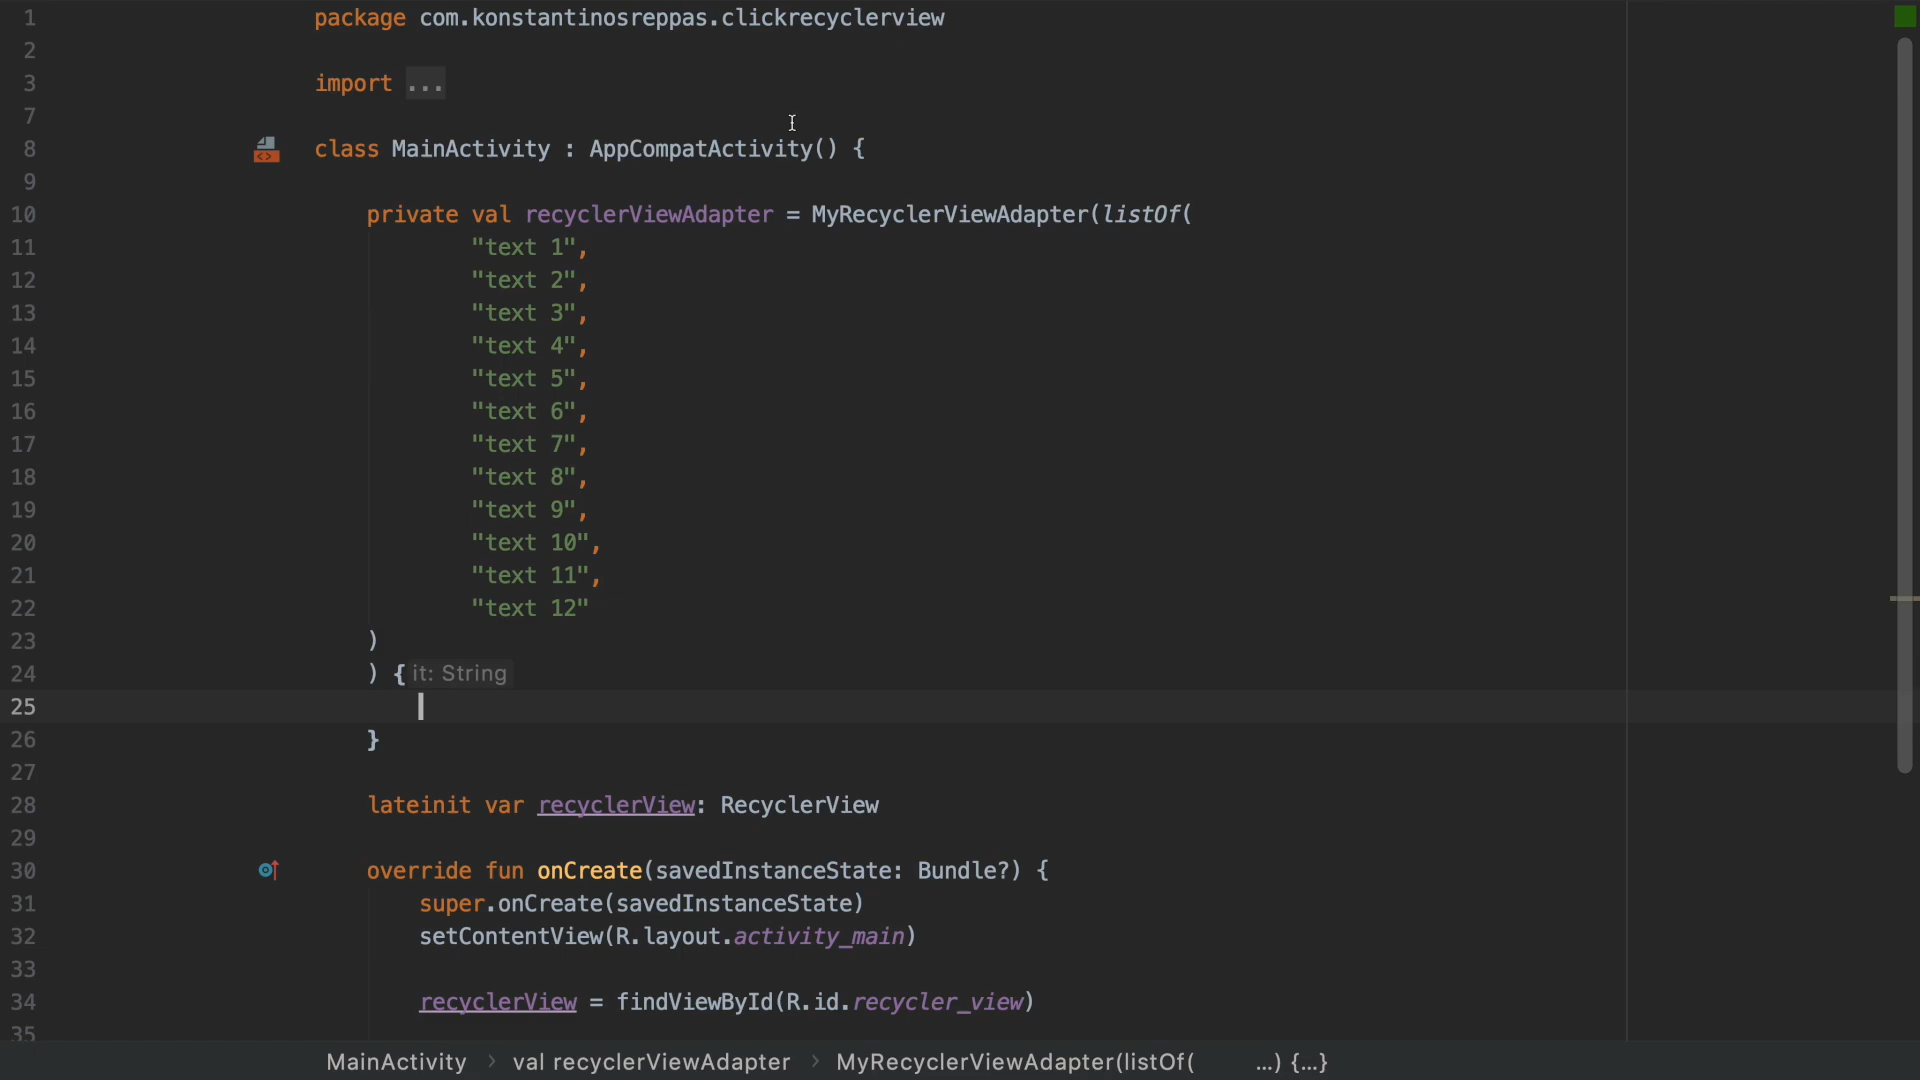 1 package com.konstantinosreppas.clickrecyclerview
2
3 import ...
7
8 class MainActivity : AppCompatActivity() {
9
10 private val recyclerViewAdapter = MyRecyclerViewAdapter(listOf(
11 "text 1",
12 "text 2",
13 "text 3",
14 "text 4",
15 "text 5",
16 "text 6",
17 "text 7",
18 "text 8",
19 "text 9",
20 "text 10",
21 "text 11",
22 "text 12"
23 )
24 ) { it: String
25
26 }
27
28 lateinit var recyclerView: RecyclerView
29
30 override fun onCreate(savedInstanceState: Bundle?) {
31 super.onCreate(savedInstanceState)
32 setContentView(R.layout.activity_main)
33
34 recyclerView = findViewById(R.id.recycler_view)
35
MainActivity > val recyclerViewAdapter > MyRecyclerViewAdapter(listOf( ...) {...}